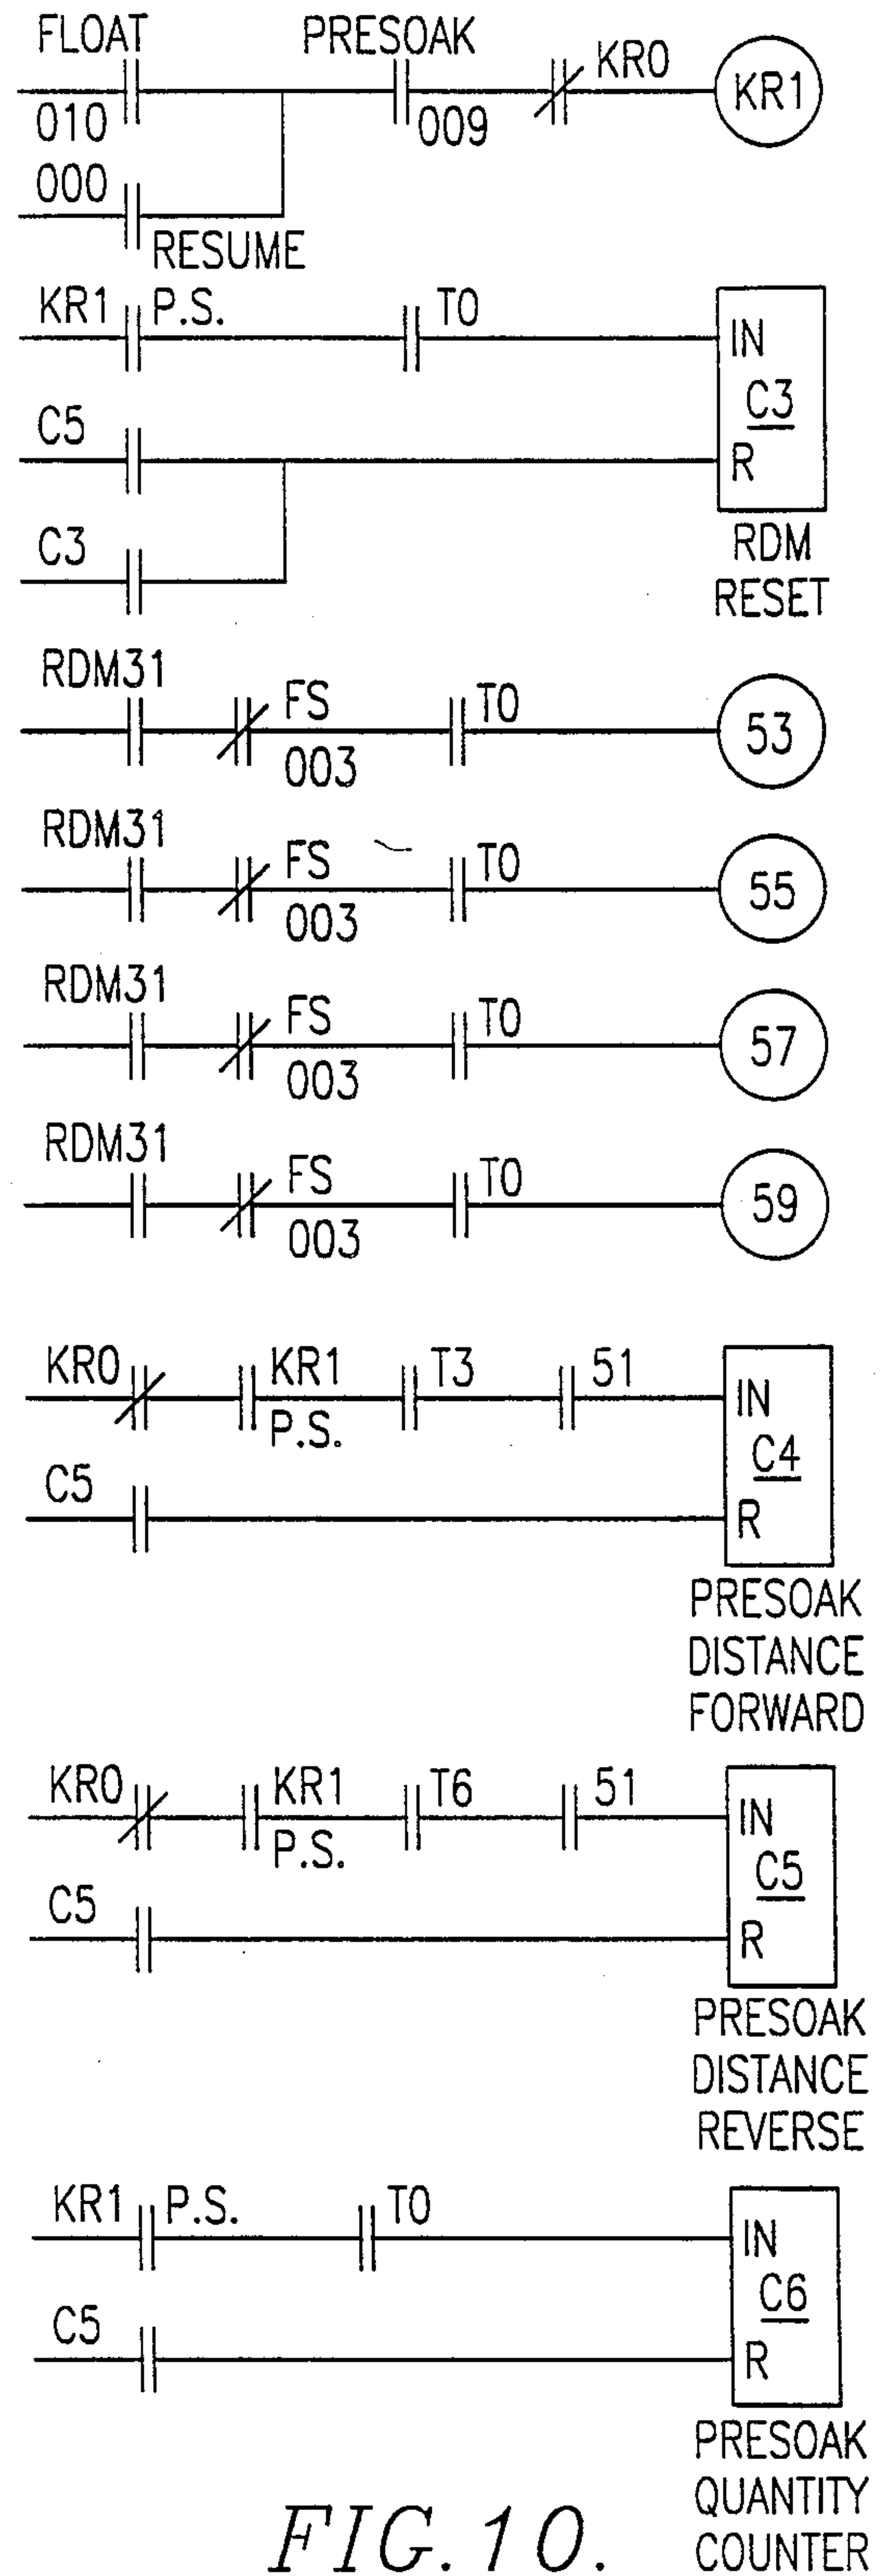 FLOAT PRESOAK KR0 KR1
010 009
000
RESUME
KR1 P.S. T0 IN
C3
C5 R
C3 RDM
RESET
RDM31 FS T0 53
003
RDM31 FS T0 55
003
RDM31 FS T0 57
003
RDM31 FS T0 59
003
KR0 KR1 T3 51 IN
P.S. C4
C5 R
PRESOAK
DISTANCE
FORWARD
KR0 KR1 T6 51 IN
P.S. C5
C5 R
PRESOAK
DISTANCE
REVERSE
KR1 P.S. T0 IN
C6
C5 R
PRESOAK
QUANTITY
COUNTER
FIG.10.